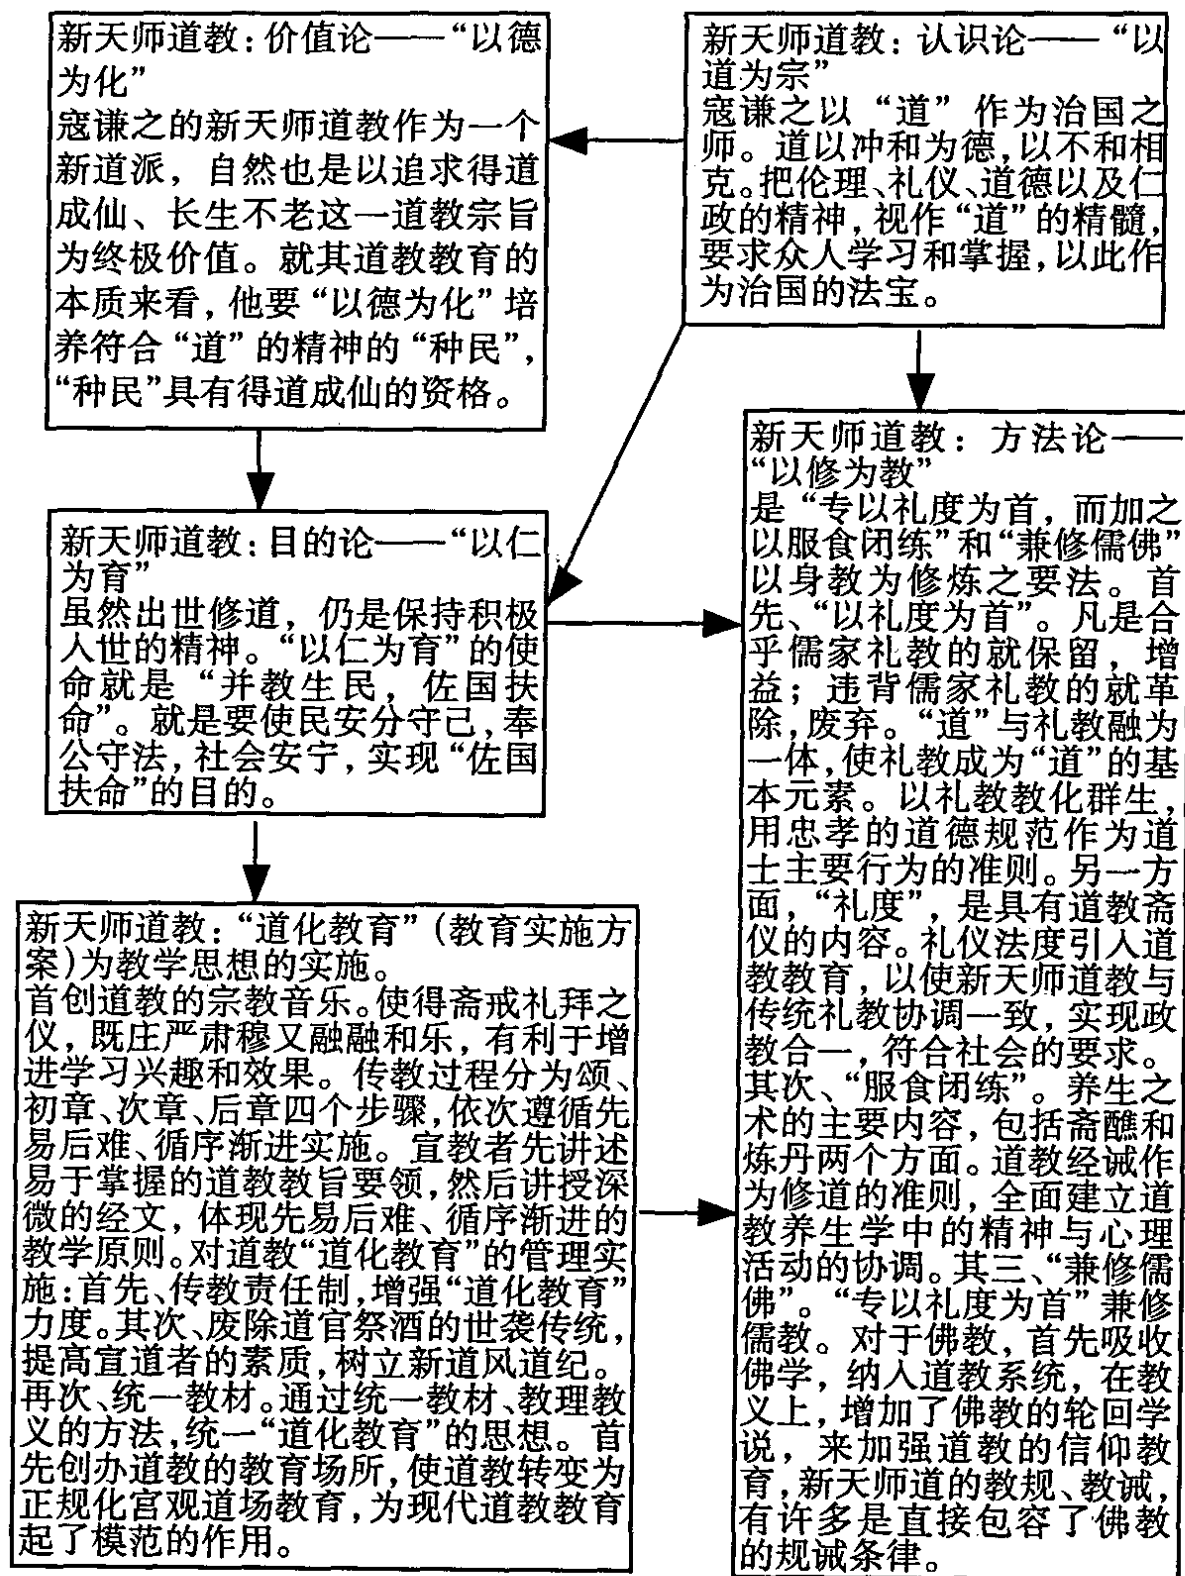 新天师道教:价值论——“以德
为化”
寇谦之的新天师道教作为一个
新道派，自然也是以追求得道
成仙、长生不老这一道教宗旨
为终极价值。就其道教教育的
本质来看,他要“以德为化”培
养符合“道”的精神的“种民”,
“种民”具有得道成仙的资格。
新天师道教:认识论——“以
道为宗”
寇谦之以“道”作为治国之
师。道以冲和为德,以不和相
克。把伦理、礼仪、道德以及仁
政的精神,视作“道”的精髓,
要求众人学习和掌握,以此作
为治国的法宝。
新天师道教:目的论——“以仁
为育”
虽然出世修道，仍是保持积极
人世的精神。“以仁为育”的使
命就是“并教生民，佐国扶
命”。就是要使民安分守己,奉
公守法,社会安宁,实现“佐国
扶命”的目的。
新天师道教：方法论——
“以修为教”
是“专以礼度为首，而加之
以服食闭练”和“兼修儒佛”
以身教为修炼之要法。首
先、“以礼度为首”。凡是合
乎儒家礼教的就保留，增
益；违背儒家礼教的就革
除,废弃。“道”与礼教融为
一体,使礼教成为“道”的基
本元素。以礼教教化群生,
用忠孝的道德规范作为道
士主要行为的准则。另一方
面，“礼度”，是具有道教斋
仪的内容。礼仪法度引人道
教教育，以使新天师道教与
传统礼教协调一致，实现政
教合一，符合社会的要求。
其次、“服食闭练”。养生之
术的主要内容，包括斋醮和
炼丹两个方面。道教经诫作
为修道的准则，全面建立道
教养生学中的精神与心理
活动的协调。其三、“兼修儒
佛”。“专以礼度为首”兼修
儒教。对于佛教，首先吸收
佛学，纳人道教系统，在教
义上，增加了佛教的轮回学
说，来加强道教的信仰教
育,新天师道的教规、教诫,
有许多是直接包容了佛教
的规诫条律。
新天师道教：“道化教育”(教育实施方
案)为教学思想的实施。
首创道教的宗教音乐。使得斋戒礼拜之
仪，既庄严肃穆又融融和乐，有利于增
进学习兴趣和效果。传教过程分为颂、
初章、次章、后章四个步骤,依次遵循先
易后难、循序渐进实施。宣教者先讲述
易于掌握的道教教旨要领,然后讲授深
微的经文，体现先易后难、循序渐进的
教学原则。对道教“道化教育”的管理实
施:首先、传教责任制,增强“道化教育”
力度。其次、废除道官祭酒的世袭传统,
提高宣道者的素质,树立新道风道纪。
再次、统一教材。通过统一教材、教理教
义的方法,统一“道化教育”的思想。首
先创办道教的教育场所,使道教转变为
正规化宫观道场教育,为现代道教教育
起了模范的作用。